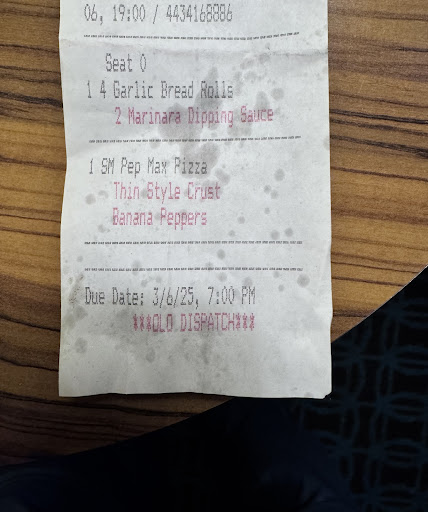 06, 19:00 / 4434168886
Seat 0
1 4 Garlic Bread Rolls
2 Marinara Dipping Sauce
1 SM Pep Max Pizza
Thin Style Crust
Banana Peppers
Due Date: 3/6/25, 7:00 PM
***OLO DISPATCH***